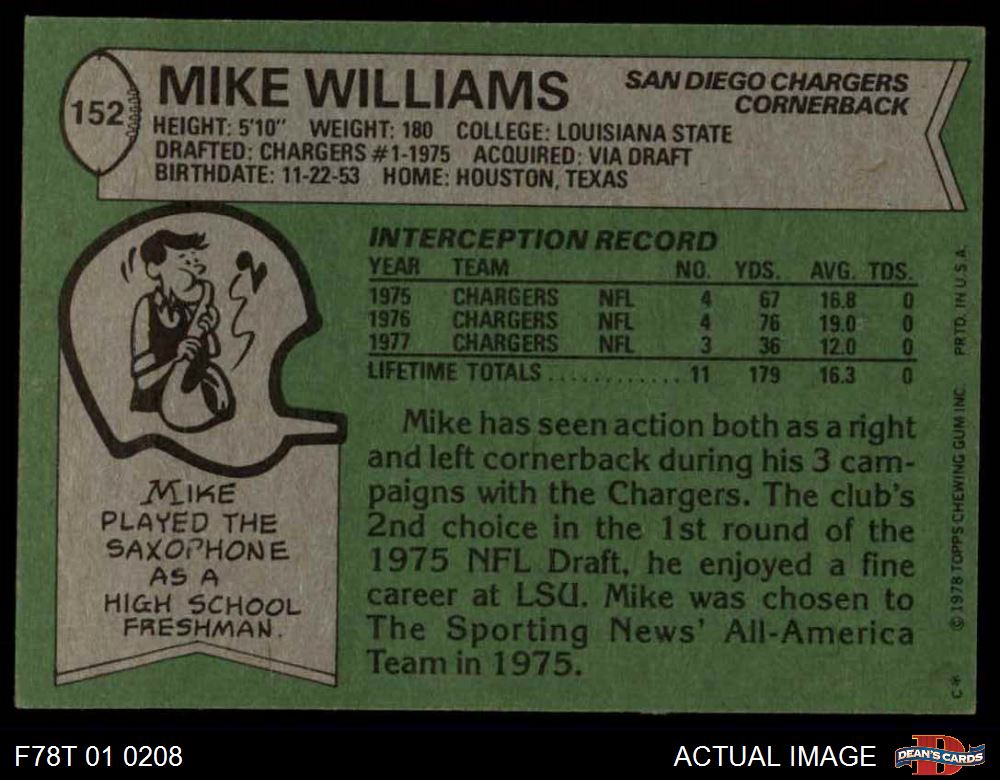 152
MIKE WILLIAMS
SAN DIEGO CHARGERS
CORNERBACK
HEIGHT: 5'10" WEIGHT: 180 COLLEGE: LOUISIANA STATE
DRAFTED: CHARGERS #1-1975 ACQUIRED: VIA DRAFT
BIRTHDATE: 11-22-53 HOME: HOUSTON, TEXAS
INTERCEPTION RECORD
YEAR TEAM NO. YDS. AVG. TDS.
1975 CHARGERS NFL 4 67 16.8 0
1976 CHARGERS NFL 4 76 19.0 0
1977 CHARGERS NFL 3 36 12.0 0
LIFETIME TOTALS ............ 11 179 16.3 0
Mike has seen action both as a right
and left cornerback during his 3 cam-
paigns with the Chargers. The club's
2nd choice in the 1st round of the
1975 NFL Draft, he enjoyed a fine
career at LSU. Mike was chosen to
The Sporting News' All-America
Team in 1975.
MIKE
PLAYED THE
SAXOPHONE
AS A
HIGH SCHOOL
FRESHMAN.
C* © 1978 TOPPS CHEWING GUM INC. PRTD. IN U.S.A.
F78T 01 0208
ACTUAL IMAGE
D
DEAN'S CARDS